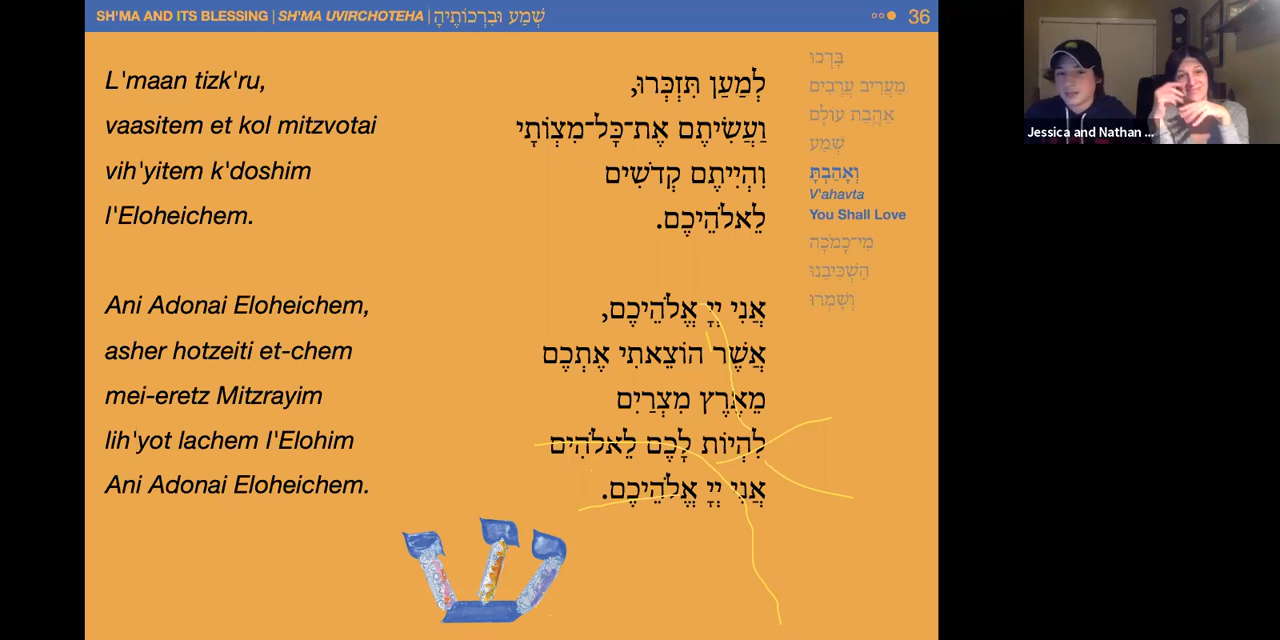 SH'MA AND ITS BLESSING | SH'MA UVIRCHOTEHA | שְׁמַע וּבִרְכוֹתֶיהָ
36
L'maan tizk'ru,
vaasitem et kol mitzvotai
vih'yitem k'doshim
l'Eloheichem.
לְמַעַן תִּזְכְּרוּ,
וַעֲשִׂיתֶם אֶת־כׇּל־מִצְוֹתָי
וִהְיִיתֶם קְדֹשִׁים
לֵאלֹהֵיכֶם.
Ani Adonai Eloheichem,
asher hotzeiti et-chem
mei-eretz Mitzrayim
lih'yot lachem l'Elohim
Ani Adonai Eloheichem.
אֲנִי יְיָ אֱלֹהֵיכֶם,
אֲשֶׁר הוֹצֵאתִי אֶתְכֶם
מֵאֶרֶץ מִצְרַיִם
לִהְיוֹת לָכֶם לֵאלֹהִים
אֲנִי יְיָ אֱלֹהֵיכֶם.
בָּרְכוּ
מַעֲרִיב עֲרָבִים
אַהֲבַת עוֹלָם
שְׁמַע
וְאָהַבְתָּ
V'ahavta
You Shall Love
מִי־כָמֹכָה
הַשְׁכִּיבֵנוּ
וְשָׁמְרוּ
ש
Jessica and Nathan ...